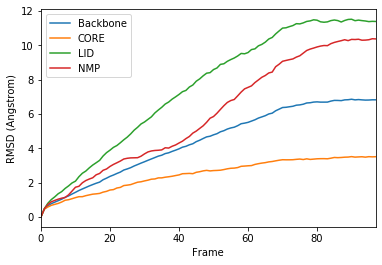 12
10
8
6
4
2
0
RMSD (Angstrom)
Backbone
CORE
LID
NMP
0 20 40 60 80
Frame